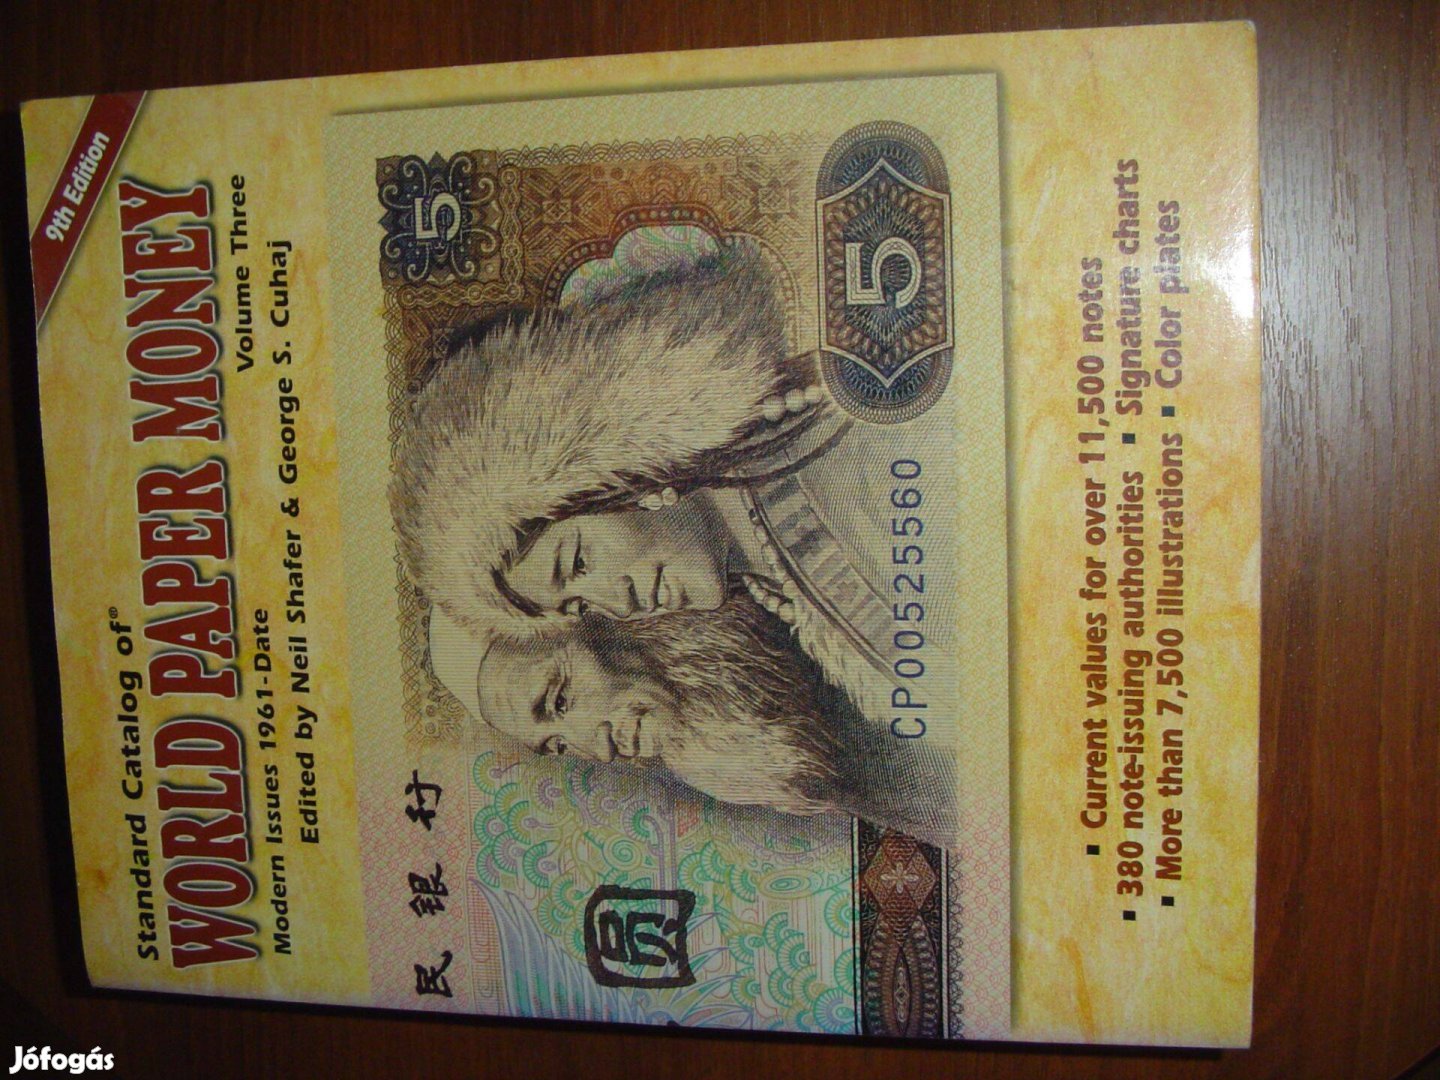 9th Edition
Standard Catalog of®
WORLD PAPER MONEY
Modern Issues 1961-Date
Volume Three
Edited by Neil Shafer & George S. Cuhaj
民银行
5
圆
5
CP00525560
▪ Current values for over 11,500 notes
▪ 380 note-issuing authorities ▪ Signature charts
▪ More than 7,500 illustrations ▪ Color plates
Jófogás